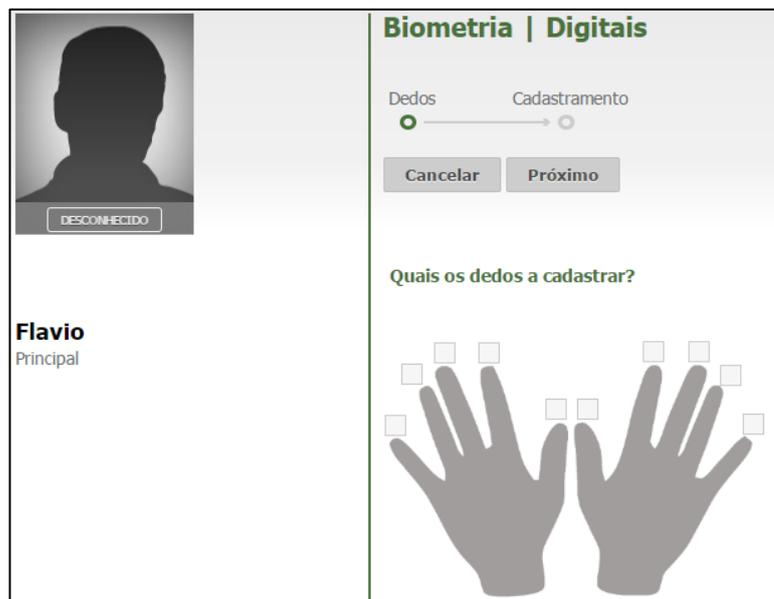 DESCONHECIDO
Flavio
Principal
Biometria | Digitais
Dedos Cadastramento
Cancelar Próximo
Quais os dedos a cadastrar?